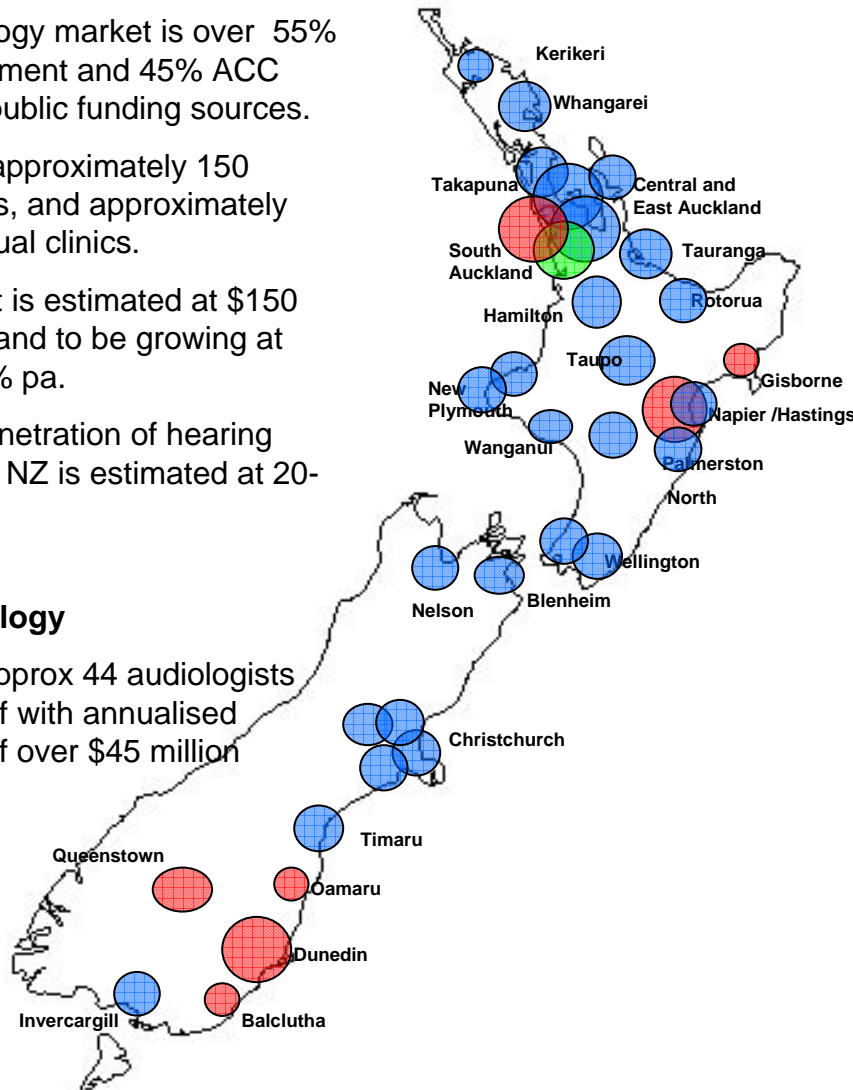 ogy market is over 55%
ment and 45% ACC
public funding sources.
approximately 150
s, and approximately
ual clinics.
t is estimated at $150
and to be growing at
% pa.
netration of hearing
NZ is estimated at 20-
logy
oprox 44 audiologists
f with annualised
of over $45 million
Kerikeri
Whangarei
Takapuna
Central and
East Auckland
South
Auckland
Tauranga
Hamilton
Rotorua
Taupo
Gisborne
New
Plymouth
Napier /Hastings
Wanganui
Palmerston
North
Wellington
Nelson
Blenheim
Christchurch
Timaru
Queenstown
Oamaru
Dunedin
Invercargill
Balclutha